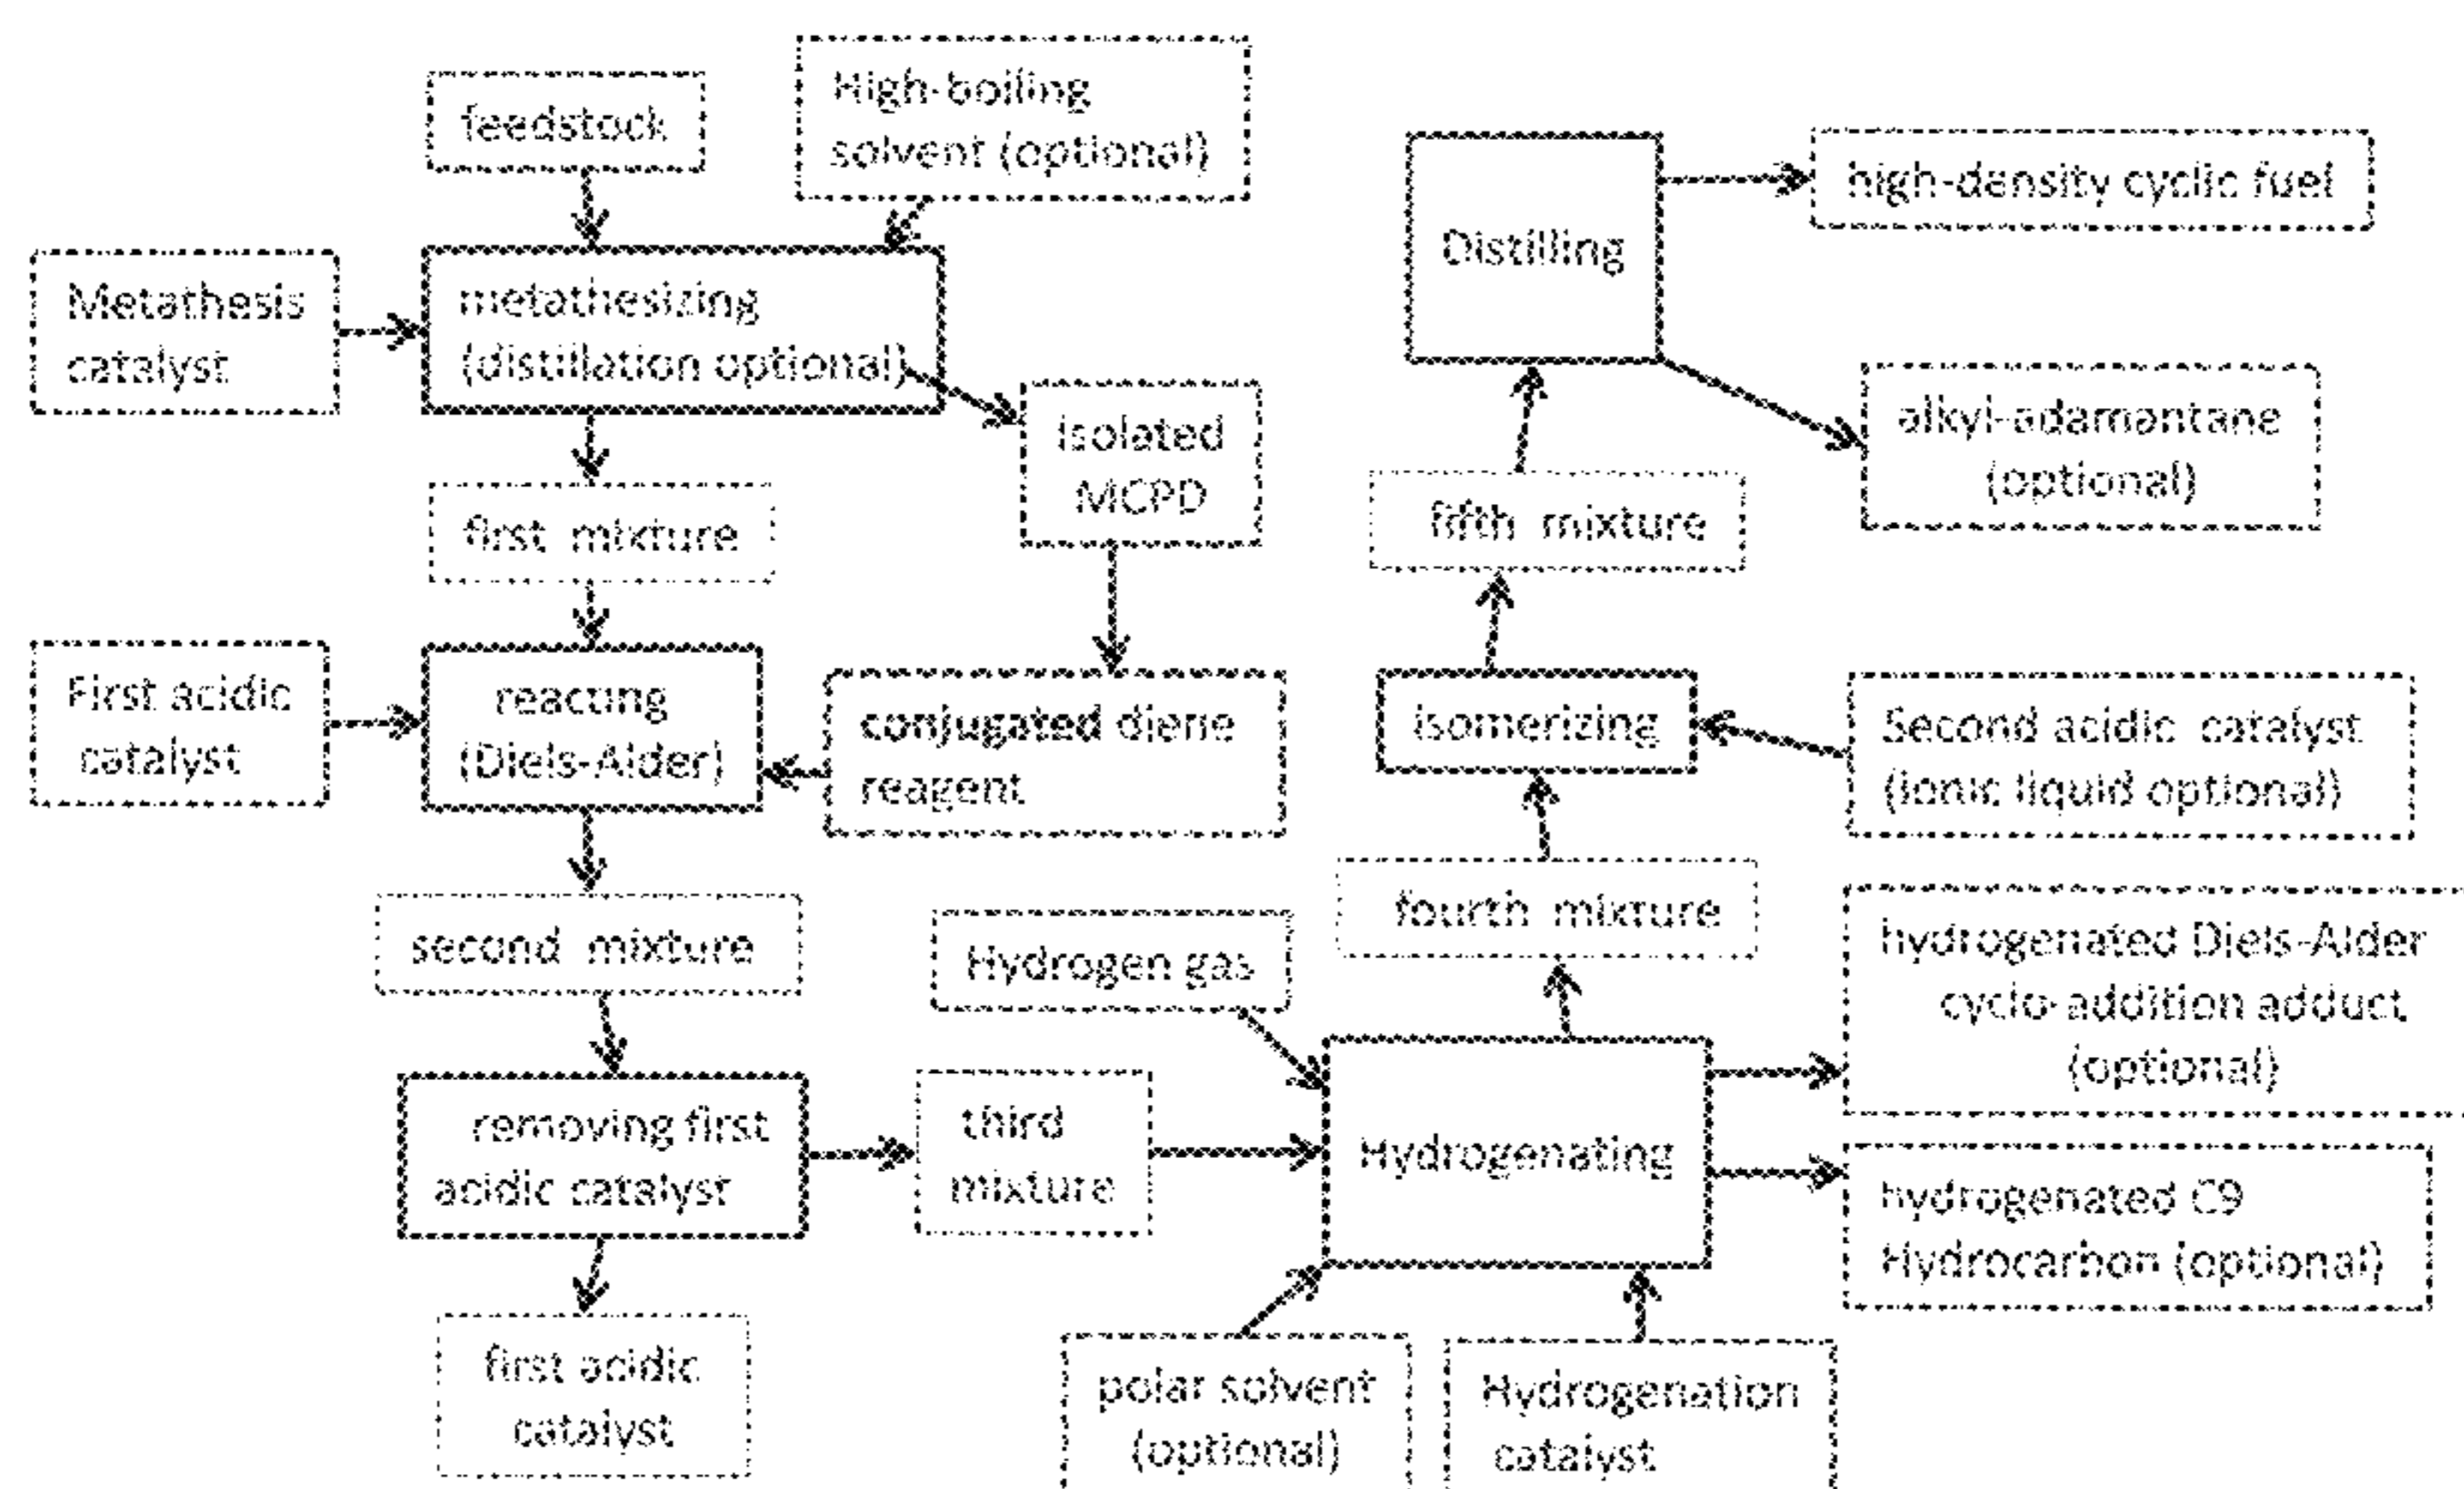 feedstock
High-boiling
solvent (optional)
Metathesis
catalyst
metathesizing
(distillation optional)
isolated
MCPD
first mixture
First acidic
catalyst
reacting
(Diels-Alder)
conjugated diene
reagent
second mixture
removing first
acidic catalyst
first acidic
catalyst
third
mixture
Hydrogen gas
Hydrogenating
polar solvent
(optional)
Hydrogenation
catalyst
hydrogenated Diels-Alder
cyclo-addition adduct
(optional)
hydrogenated C9
Hydrocarbon (optional)
fourth mixture
isomerizing
Second acidic catalyst
(ionic liquid optional)
fifth mixture
Distilling
high-density cyclic fuel
alkyl-adamantane
(optional)